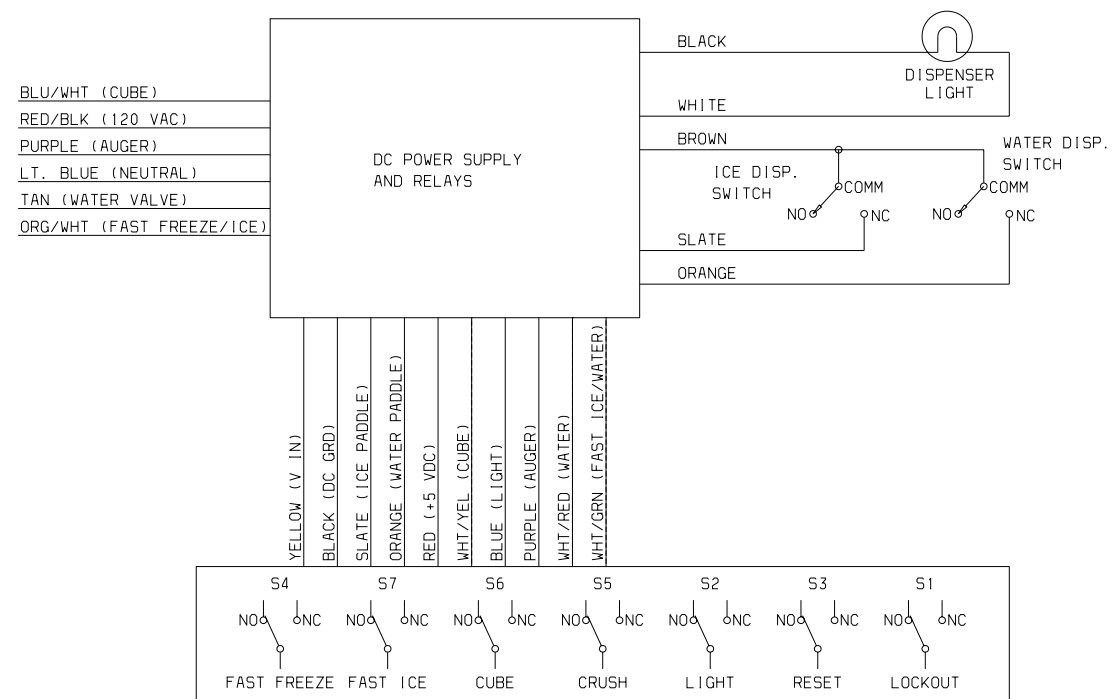 BLACK
DISPENSER
LIGHT
BLU/WHT (CUBE)
RED/BLK (120 VAC)
PURPLE (AUGER)
LT. BLUE (NEUTRAL)
TAN (WATER VALVE)
ORG/WHT (FAST FREEZE/ICE)
DC POWER SUPPLY
AND RELAYS
WHITE
BROWN
ICE DISP.
SWITCH
COMM
NO
NC
WATER DISP.
SWITCH
COMM
NO
NC
SLATE
ORANGE
YELLOW (V IN)
BLACK (DC GRD)
SLATE (ICE PADDLE)
ORANGE (WATER PADDLE)
RED (+5 VDC)
WHT/YEL (CUBE)
BLUE (LIGHT)
PURPLE (AUGER)
WHT/RED (WATER)
WHT/GRN (FAST ICE/WATER)
S4 S7 S6 S5 S2 S3 S1
NO NC NO NC NO NC NO NC NO NC NO NC NO NC
FAST FREEZE FAST ICE CUBE CRUSH LIGHT RESET LOCKOUT